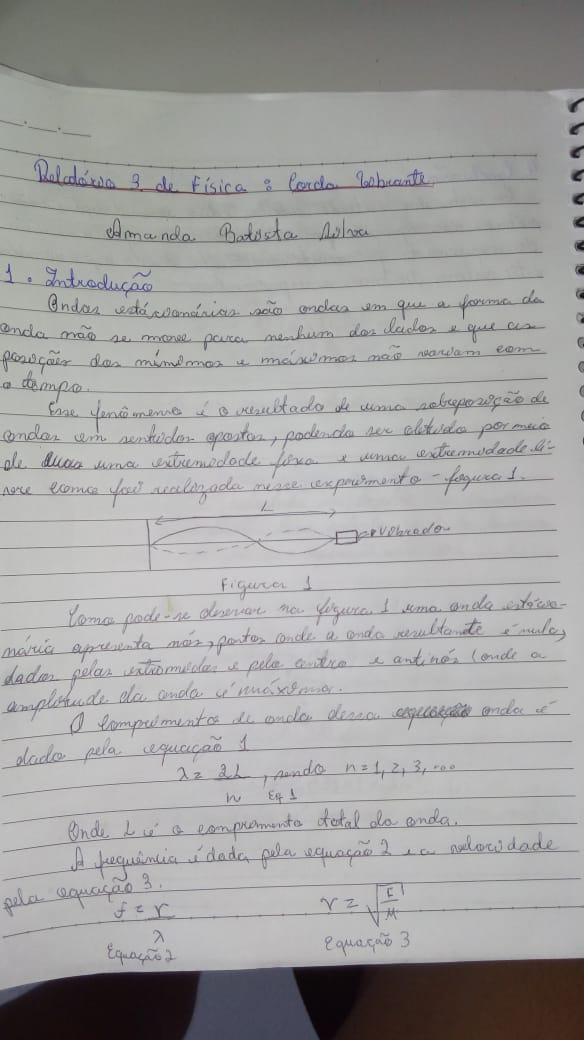 Relatório 3 de Física : Corda Vibrante
Amanda Batista Silva
1. Introdução
Ondas estácionárias são ondas em que a forma da
onda não se move para nenhum dos lados e que as
posições dos mínimos e máximos não variam com
o tempo.
Esse fenômeno é o resultado de uma sobreposição de
ondas em sentidos opostos, podendo ser obtido por meio
de uma extremidade fixa e uma extremidade li-
vre como foi realizado nesse experimento - figura 1.
L
Vibrador
Figura 1
Como pode-se observar na figura 1 uma onda estácio-
nária apresenta nós, pontos onde a onda resultante é nula,
dados pelas extremidades e pelo centro e antinós (onde a
amplitude da onda é máxima.
O comprimento de onda dessa onda é
dado pela equação 1
λ = 2L / n , sendo n = 1, 2, 3, ...
Eq 1
Onde L é o comprimento total da onda.
A frequência é dada pela equação 2 e a velocidade
pela equação 3.
f = v / λ v = √(F/M)
Equação 2 Equação 3